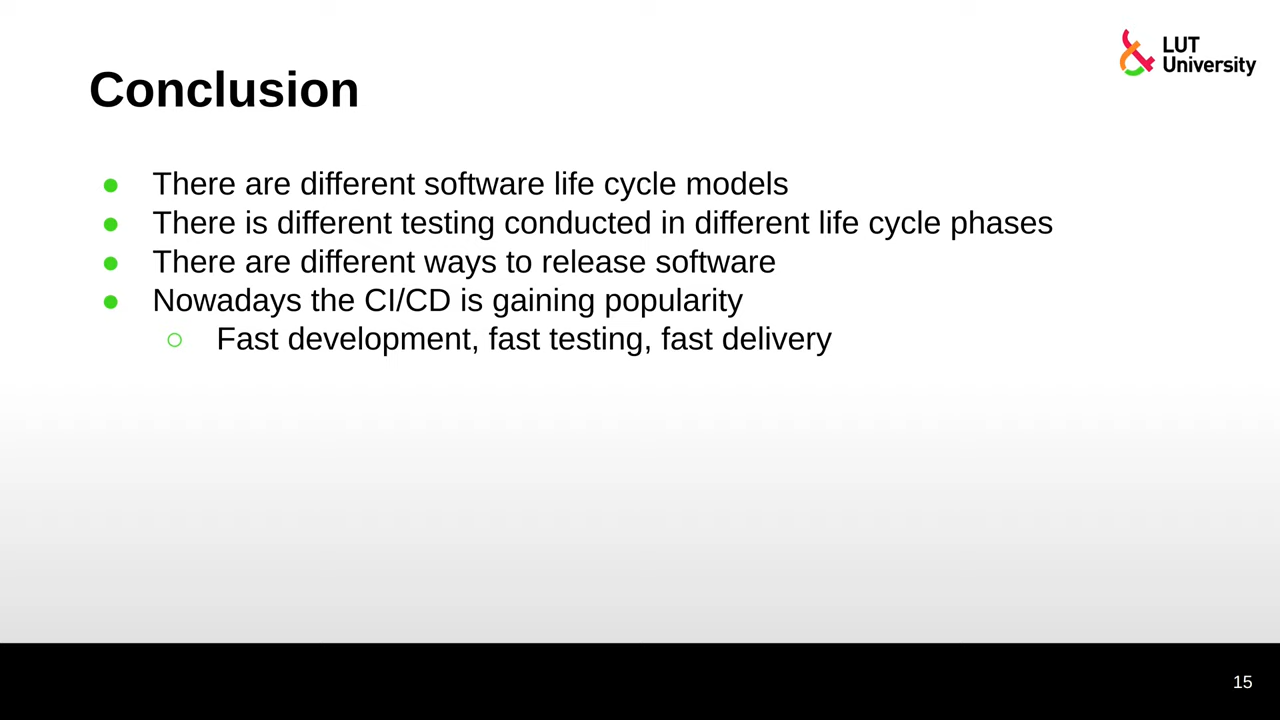 LUT
University
Conclusion
● There are different software life cycle models
● There is different testing conducted in different life cycle phases
● There are different ways to release software
● Nowadays the CI/CD is gaining popularity
○ Fast development, fast testing, fast delivery
15